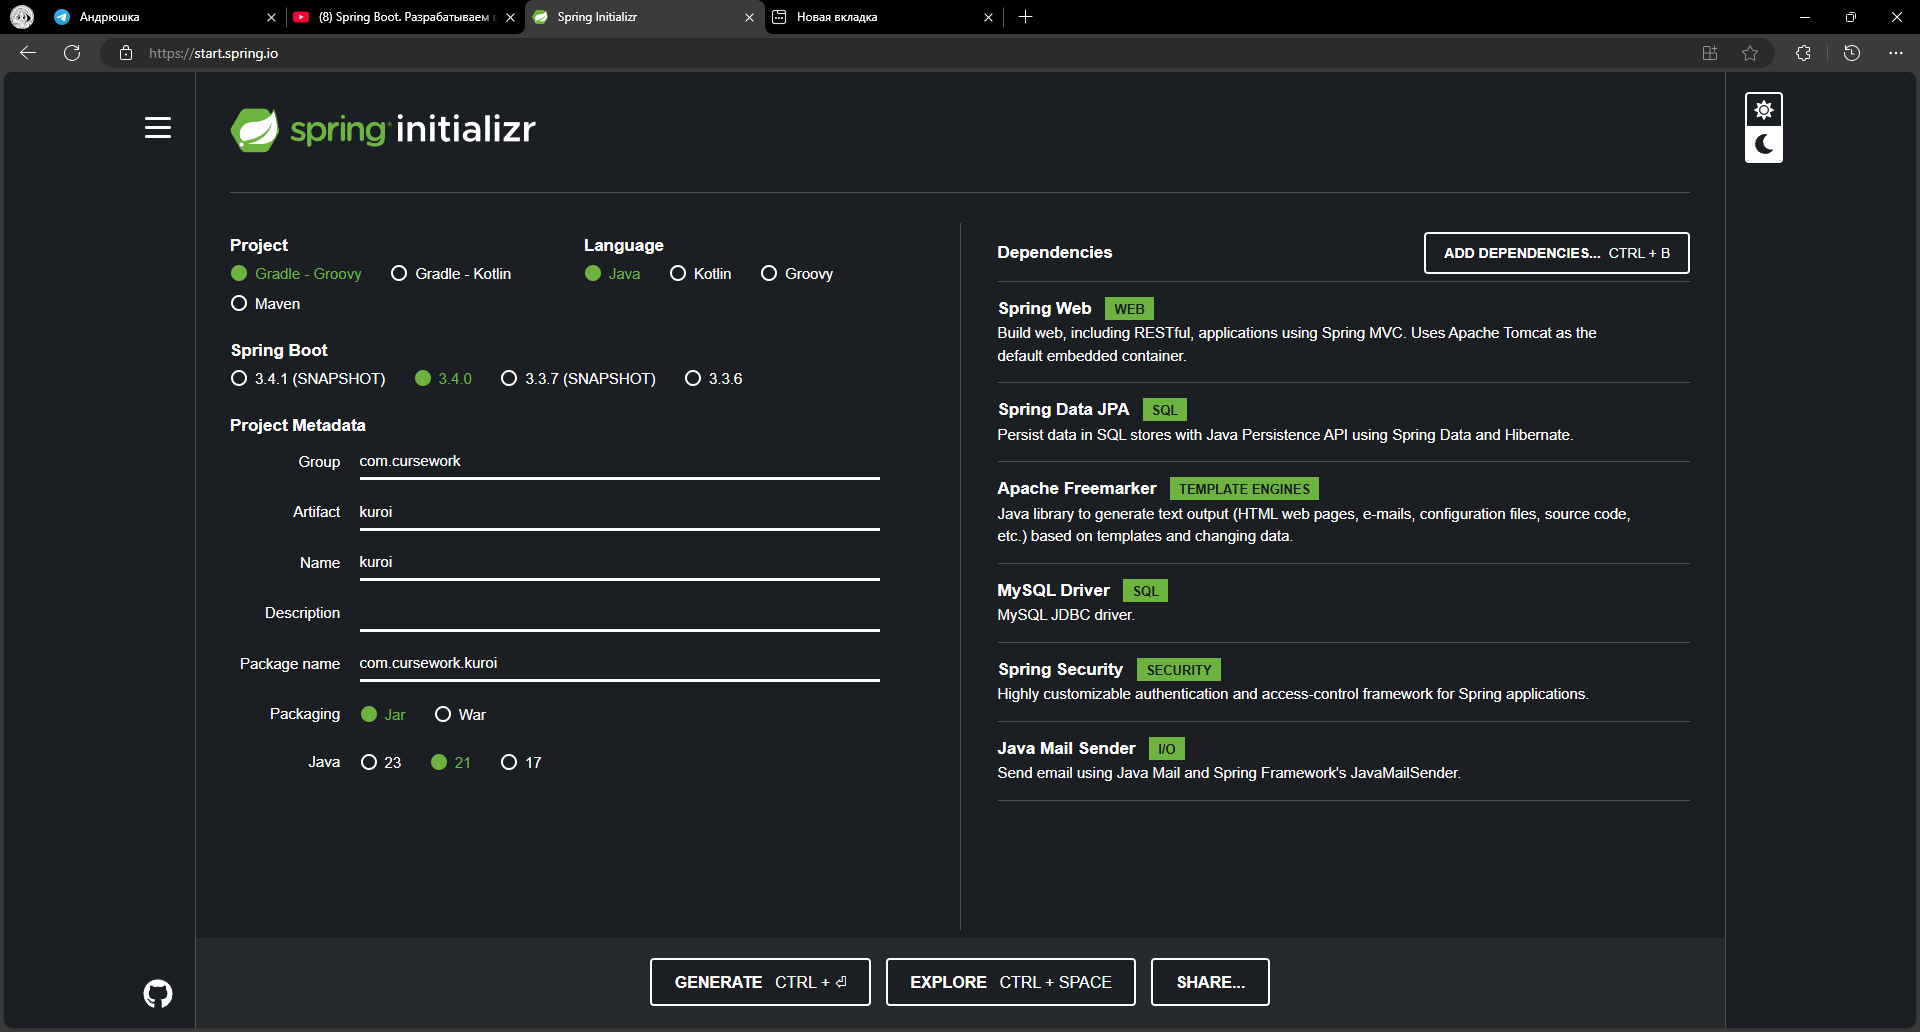 Андрюшка
(8) Spring Boot. Разрабатываем
Spring Initializr
Новая вкладка
https://start.spring.io
spring initializr
Project
Gradle - Groovy
Gradle - Kotlin
Maven
Language
Java
Kotlin
Groovy
Spring Boot
3.4.1 (SNAPSHOT)
3.4.0
3.3.7 (SNAPSHOT)
3.3.6
Project Metadata
Group
com.cursework
Artifact
kuroi
Name
kuroi
Description
Package name
com.cursework.kuroi
Packaging
Jar
War
Java
23
21
17
Dependencies
ADD DEPENDENCIES... CTRL + B
Spring Web WEB
Build web, including RESTful, applications using Spring MVC. Uses Apache Tomcat as the
default embedded container.
Spring Data JPA SQL
Persist data in SQL stores with Java Persistence API using Spring Data and Hibernate.
Apache Freemarker TEMPLATE ENGINES
Java library to generate text output (HTML web pages, e-mails, configuration files, source code,
etc.) based on templates and changing data.
MySQL Driver SQL
MySQL JDBC driver.
Spring Security SECURITY
Highly customizable authentication and access-control framework for Spring applications.
Java Mail Sender I/O
Send email using Java Mail and Spring Framework's JavaMailSender.
GENERATE CTRL + ⏎
EXPLORE CTRL + SPACE
SHARE...